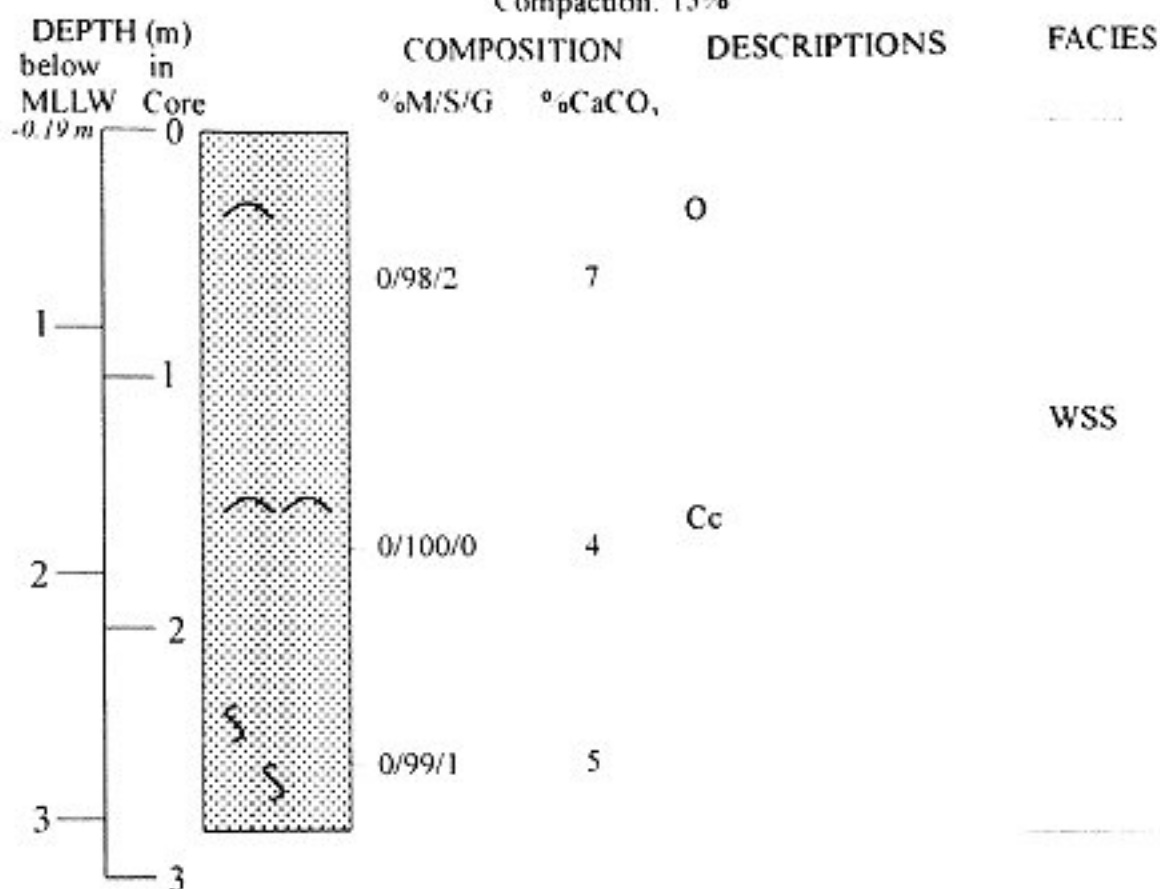 Compaction: 15%
DEPTH (m)
below in
MLLW Core
COMPOSITION
%M/S/G %CaCO₃
DESCRIPTIONS
FACIES
-0.19 m
0
O
0/98/2 7
1
1
WSS
Cc
0/100/0 4
2
2
0/99/1 5
3
3